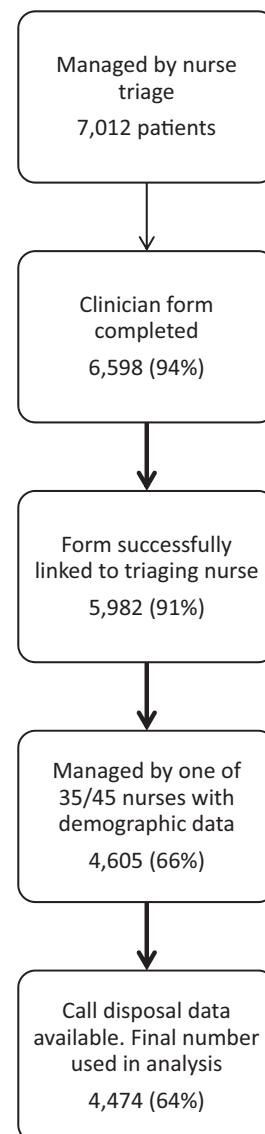 Managed by nurse
triage
7,012 patients
Clinician form
completed
6,598 (94%)
Form successfully
linked to triaging nurse
5,982 (91%)
Managed by one of
35/45 nurses with
demographic data
4,605 (66%)
Call disposal data
available. Final number
used in analysis
4,474 (64%)